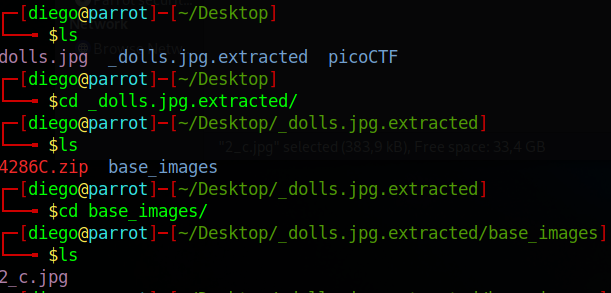 [diego@parrot]-[~/Desktop]
$ls
dolls.jpg _dolls.jpg.extracted picoCTF
[diego@parrot]-[~/Desktop]
$cd _dolls.jpg.extracted/
[diego@parrot]-[~/Desktop/_dolls.jpg.extracted]
$ls
"2_c.jpg" selected (383,9 kB), Free space: 33,4 GB
4286C.zip base_images
[diego@parrot]-[~/Desktop/_dolls.jpg.extracted]
$cd base_images/
[diego@parrot]-[~/Desktop/_dolls.jpg.extracted/base_images]
$ls
2_c.jpg